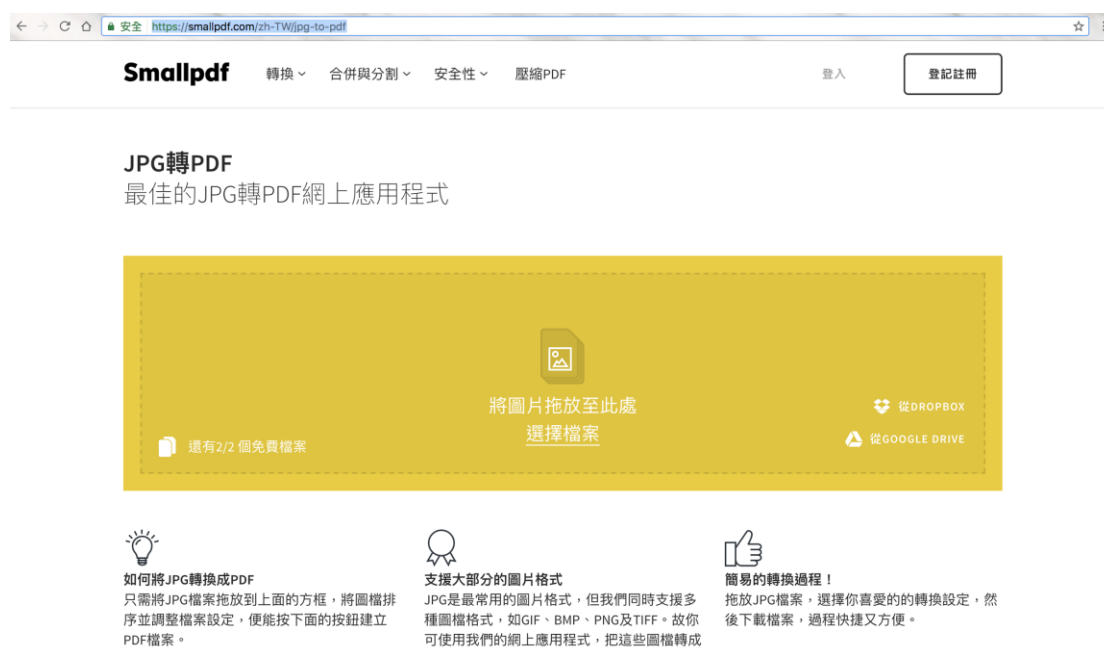 安全 https://smallpdf.com/zh-TW/jpg-to-pdf
Smallpdf 轉換 合併與分割 安全性 壓縮PDF 登入 登記註冊
JPG轉PDF
最佳的JPG轉PDF網上應用程式
將圖片拖放至此處
選擇檔案
還有2/2 個免費檔案
從DROPBOX
從GOOGLE DRIVE
如何將JPG轉換成PDF
只需將JPG檔案拖放到上面的方框，將圖檔排
序並調整檔案設定，便能按下面的按鈕建立
PDF檔案。
支援大部分的圖片格式
JPG是最常用的圖片格式，但我們同時支援多
種圖檔格式，如GIF、BMP、PNG及TIFF。故你
可使用我們的網上應用程式，把這些圖檔轉成
簡易的轉換過程！
拖放JPG檔案，選擇你喜愛的的轉換設定，然
後下載檔案，過程快捷又方便。